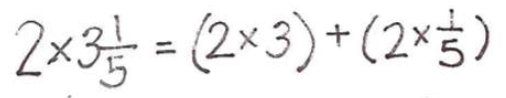 2×3 1/5 = (2×3)+(2×1/5)